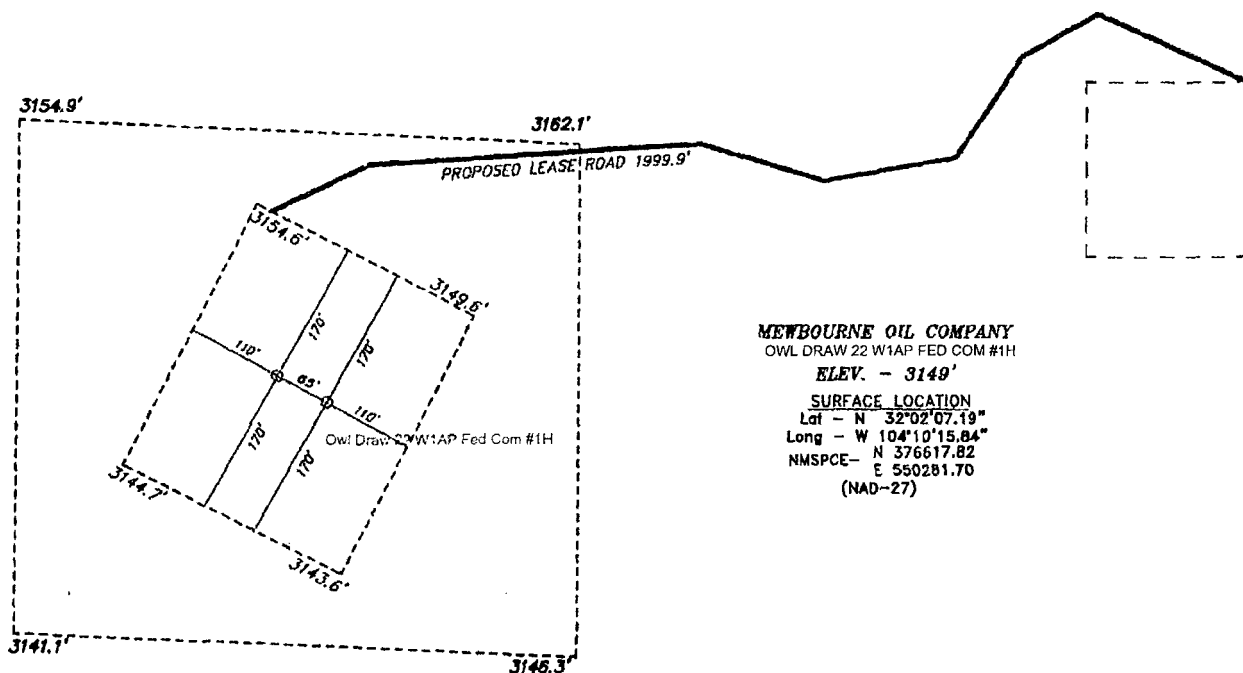 3154.9'
3162.1'
PROPOSED LEASE ROAD 1999.9'
3154.6'
3149.6'
170'
170'
110'
65'
110'
170'
170'
Owl Draw 22 W1AP Fed Com #1H
3144.7'
3143.6'
3141.1'
3146.3'
MEWBOURNE OIL COMPANY
OWL DRAW 22 W1AP FED COM #1H
ELEV. - 3149'
SURFACE LOCATION
Lat - N 32°02'07.19"
Long - W 104°10'15.84"
NMSPCE- N 376617.82
E 550281.70
(NAD-27)